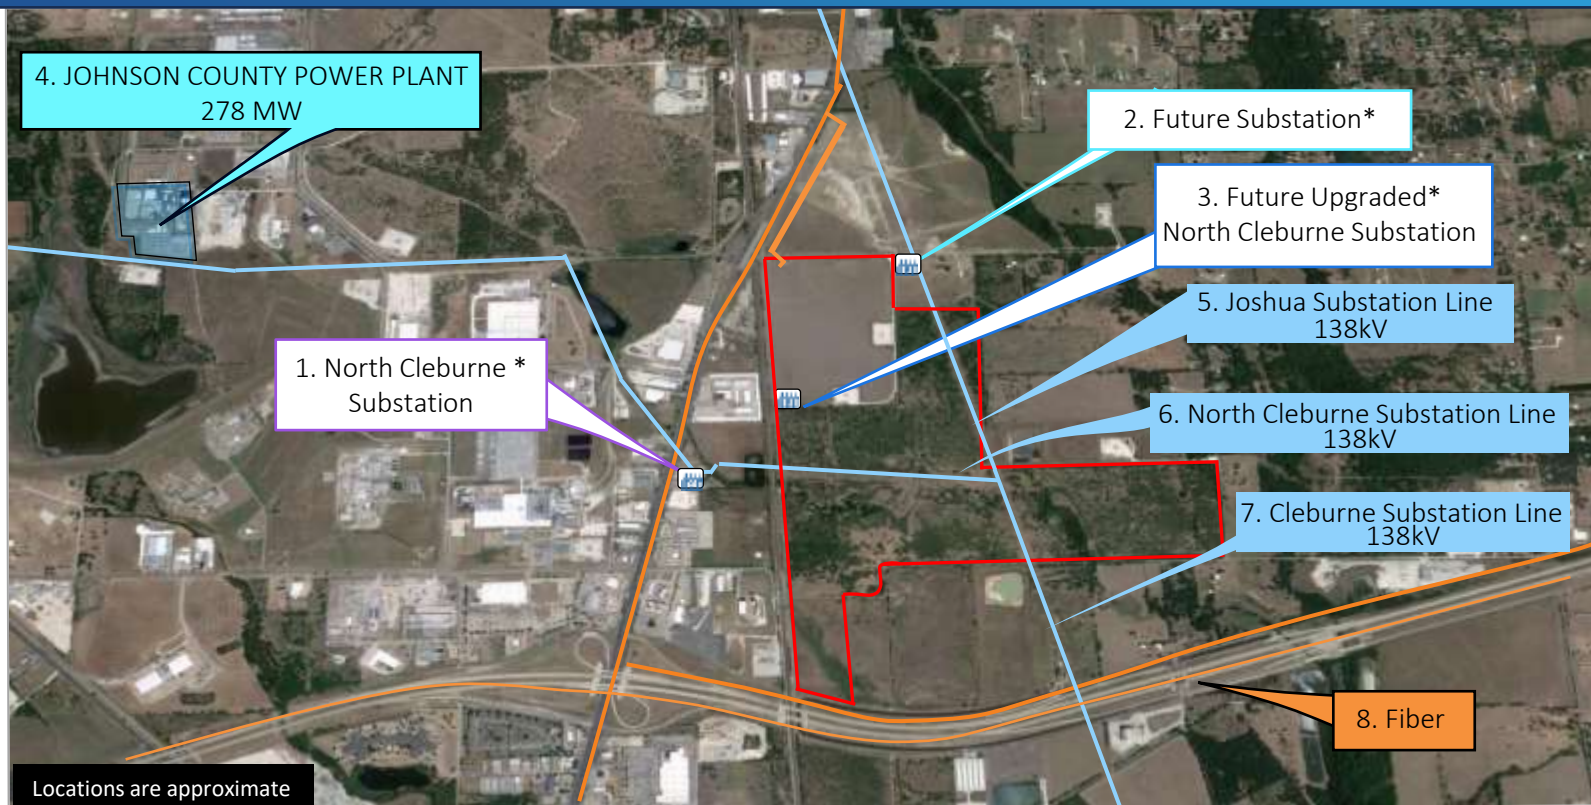 4. JOHNSON COUNTY POWER PLANT
278 MW
2. Future Substation*
3. Future Upgraded*
North Cleburne Substation
5. Joshua Substation Line
138kV
1. North Cleburne *
Substation
6. North Cleburne Substation Line
138kV
7. Cleburne Substation Line
138kV
8. Fiber
Locations are approximate